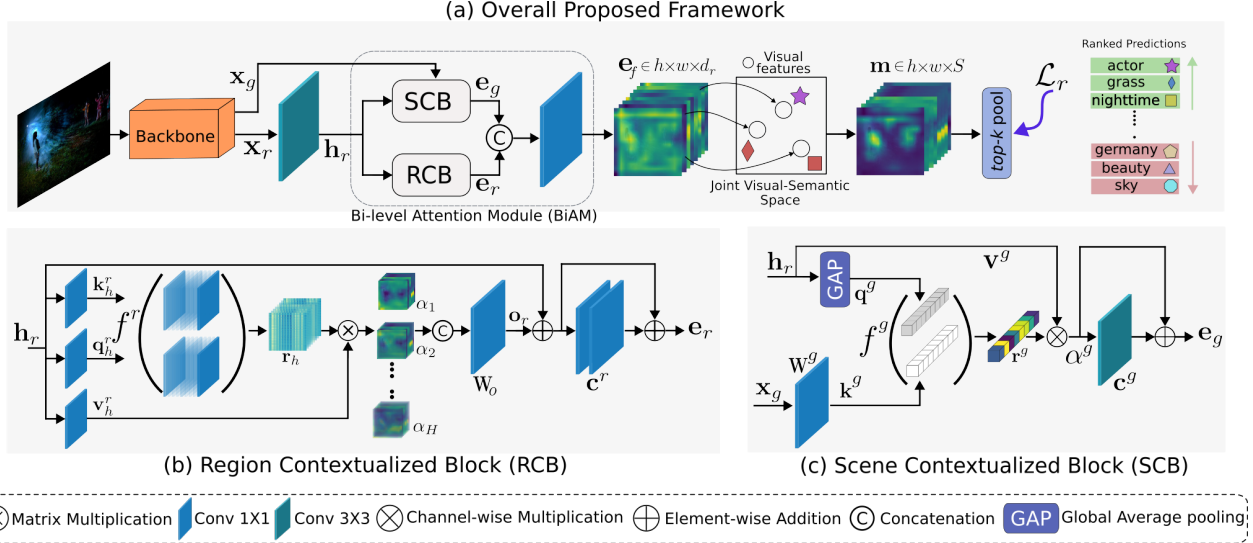 (a) Overall Proposed Framework
Backbone
x_g
x_r
h_r
SCB
RCB
e_g
e_r
C
Bi-level Attention Module (BiAM)
e_f ∈ h×w×d_r
Visual
features
Joint Visual-Semantic
Space
m ∈ h×w×S
top-k pool
L_r
Ranked Predictions
actor
grass
nighttime
germany
beauty
sky
h_r
k_h^r
q_h^r
v_h^r
f^r
r_h
α_1
α_2
α_H
C
W_o
o_r
c^r
e_r
(b) Region Contextualized Block (RCB)
h_r
GAP
q^g
v^g
f^g
x_g
W^g
k^g
r^g
α^g
c^g
e_g
(c) Scene Contextualized Block (SCB)
Matrix Multiplication
Conv 1X1
Conv 3X3
Channel-wise Multiplication
Element-wise Addition
C Concatenation
GAP Global Average pooling